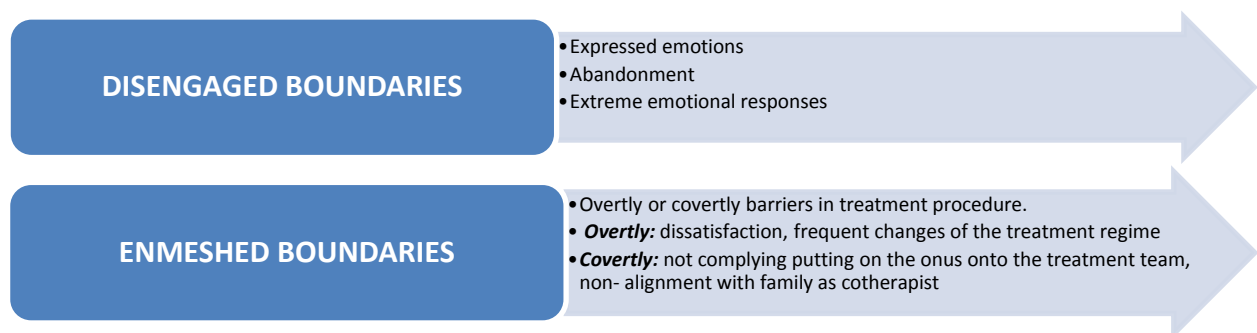 DISENGAGED BOUNDARIES
•Expressed emotions
•Abandonment
•Extreme emotional responses
ENMESHED BOUNDARIES
•Overtly or covertly barriers in treatment procedure.
• Overtly: dissatisfaction, frequent changes of the treatment regime
•Covertly: not complying putting on the onus onto the treatment team,
non- alignment with family as cotherapist